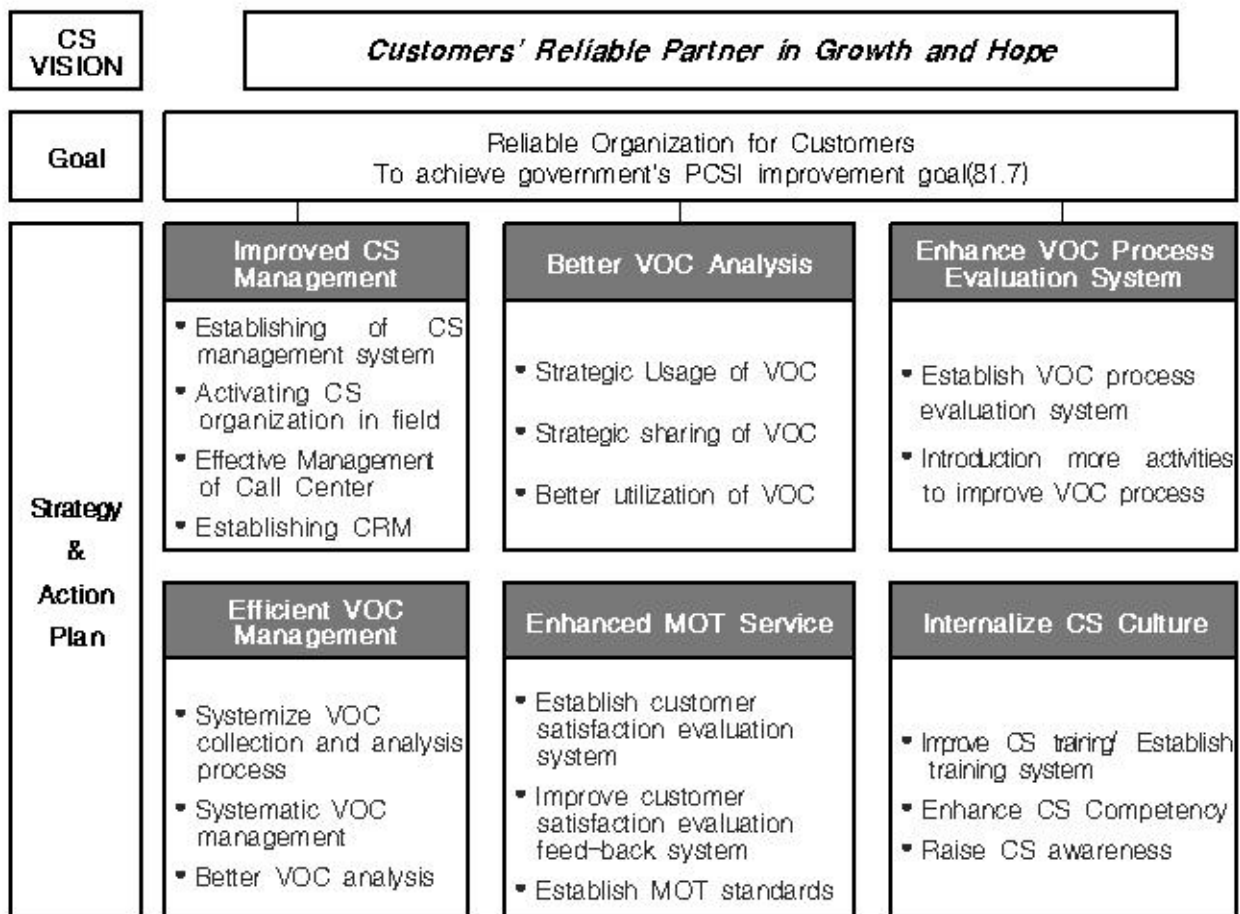 CS
VISION
Customers' Reliable Partner in Growth and Hope
Goal
Reliable Organization for Customers
To achieve government's PCSI improvement goal(81.7)
Strategy
&
Action
Plan
Improved CS
Management
• Establishing of CS
management system
• Activating CS
organization in field
• Effective Management
of Call Center
• Establishing CRM
Better VOC Analysis
• Strategic Usage of VOC
• Strategic sharing of VOC
• Better utilization of VOC
Enhance VOC Process
Evaluation System
• Establish VOC process
evaluation system
• Introduction more activities
to improve VOC process
Efficient VOC
Management
• Systemize VOC
collection and analysis
process
• Systematic VOC
management
• Better VOC analysis
Enhanced MOT Service
• Establish customer
satisfaction evaluation
system
• Improve customer
satisfaction evaluation
feed-back system
• Establish MOT standards
Internalize CS Culture
• Improve CS training/ Establish
training system
• Enhance CS Competency
• Raise CS awareness